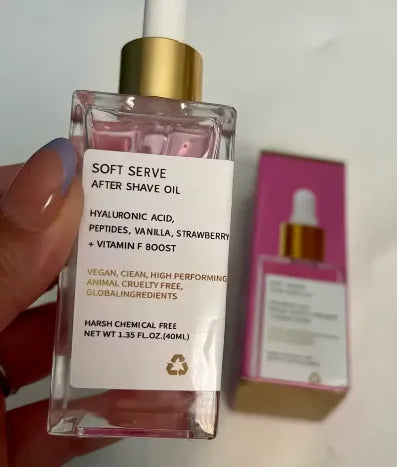 SOFT SERVE
AFTER SHAVE OIL
HYALURONIC ACID,
PEPTIDES, VANILLA, STRAWBERRY
+ VITAMIN F BOOST
VEGAN, CIEAN, HIGH PERFORMING
ANIMAL CRUELTY FREE,
GLOBALINGREDIENTS
HARSH CHEMICAL FREE
NET WT 1.35 FL.OZ.(40ML)